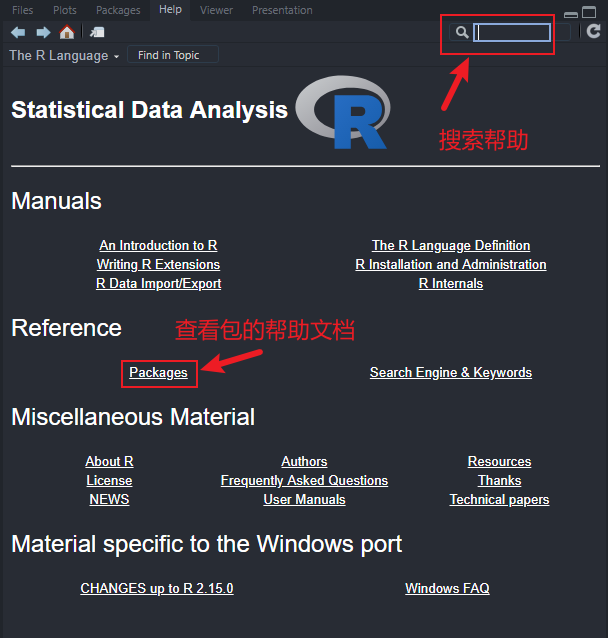 Files Plots Packages Help Viewer Presentation
The R Language Find in Topic
Statistical Data Analysis R
搜索帮助
Manuals
An Introduction to R The R Language Definition
Writing R Extensions R Installation and Administration
R Data Import/Export R Internals
Reference 查看包的帮助文档
Packages Search Engine & Keywords
Miscellaneous Material
About R Authors Resources
License Frequently Asked Questions Thanks
NEWS User Manuals Technical papers
Material specific to the Windows port
CHANGES up to R 2.15.0 Windows FAQ